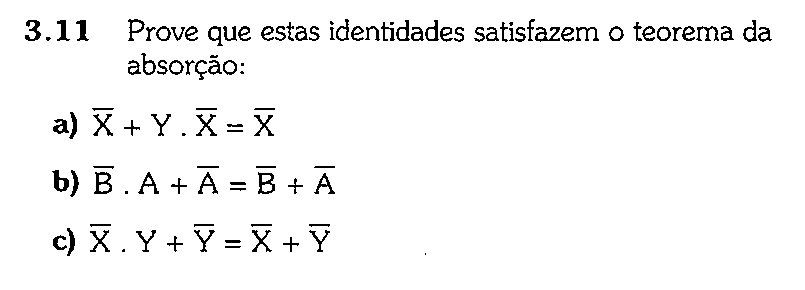 3.11 Prove que estas identidades satisfazem o teorema da
absorção:
a) X̅ + Y . X̅ = X̅
b) B̅ . A + A̅ = B̅ + A̅
c) X̅ . Y + Y̅ = X̅ + Y̅